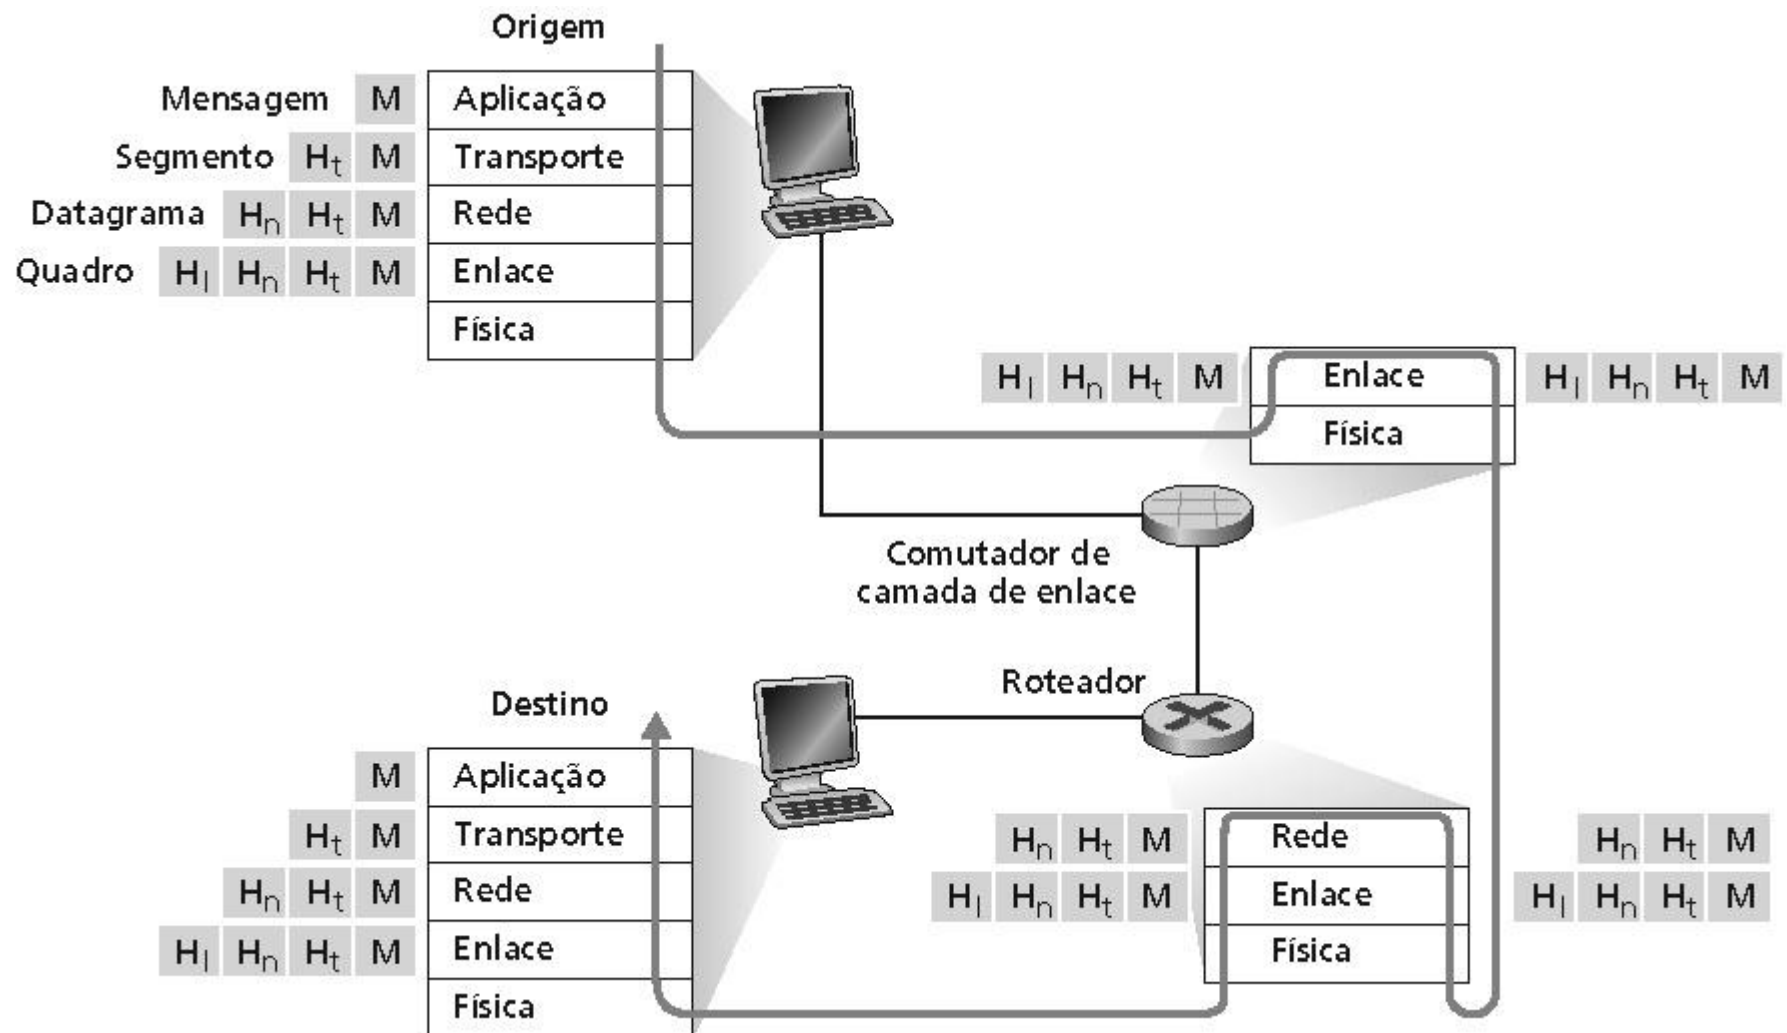 Origem
Mensagem M Aplicação
Segmento Ht M Transporte
Datagrama Hn Ht M Rede
Quadro Hl Hn Ht M Enlace
Física
Hl Hn Ht M Enlace Hl Hn Ht M
Física
Comutador de
camada de enlace
Roteador
Destino
M Aplicação
Ht M Transporte
Hn Ht M Rede
Hl Hn Ht M Enlace
Física
Hn Ht M Rede Hn Ht M
Hl Hn Ht M Enlace Hl Hn Ht M
Física